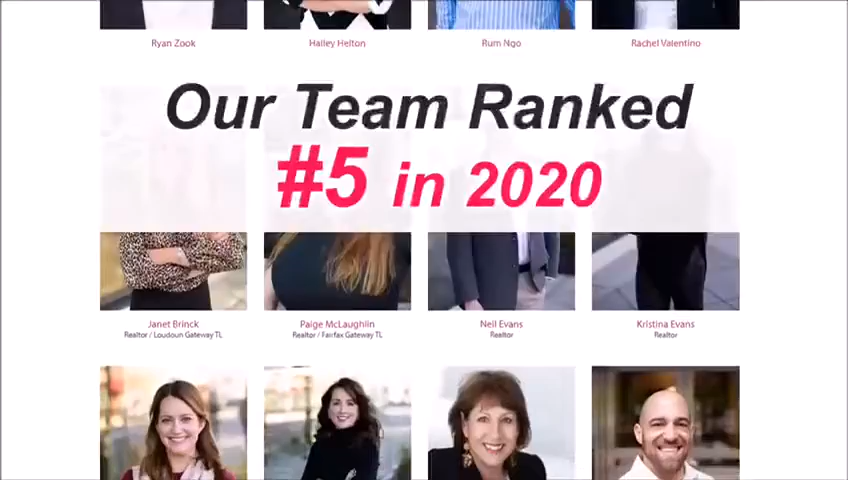 Ryan Zook Hailey Helton Rum Ngo Rachel Valentino
Our Team Ranked
#5 in 2020
Janet Brinck Paige McLaughlin Neil Evans Kristina Evans
Realtor / Loudoun Gateway TL Realtor / Fairfax Gateway TL Realtor Realtor